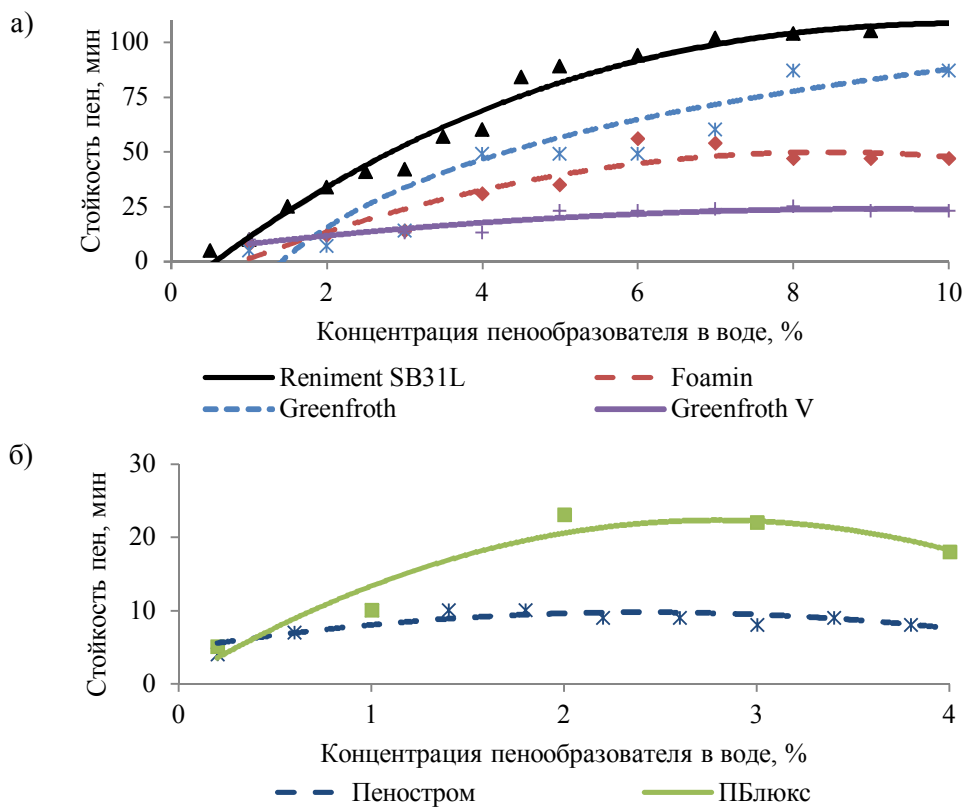 а)
Стойкость пен, мин
100
75
50
25
0
0 2 4 6 8 10
Концентрация пенообразователя в воде, %
Reniment SB31L Foamin
Greenfroth Greenfroth V
б)
Стойкость пен, мин
30
20
10
0
0 1 2 3 4
Концентрация пенообразователя в воде, %
Пеностром ПБлюкс